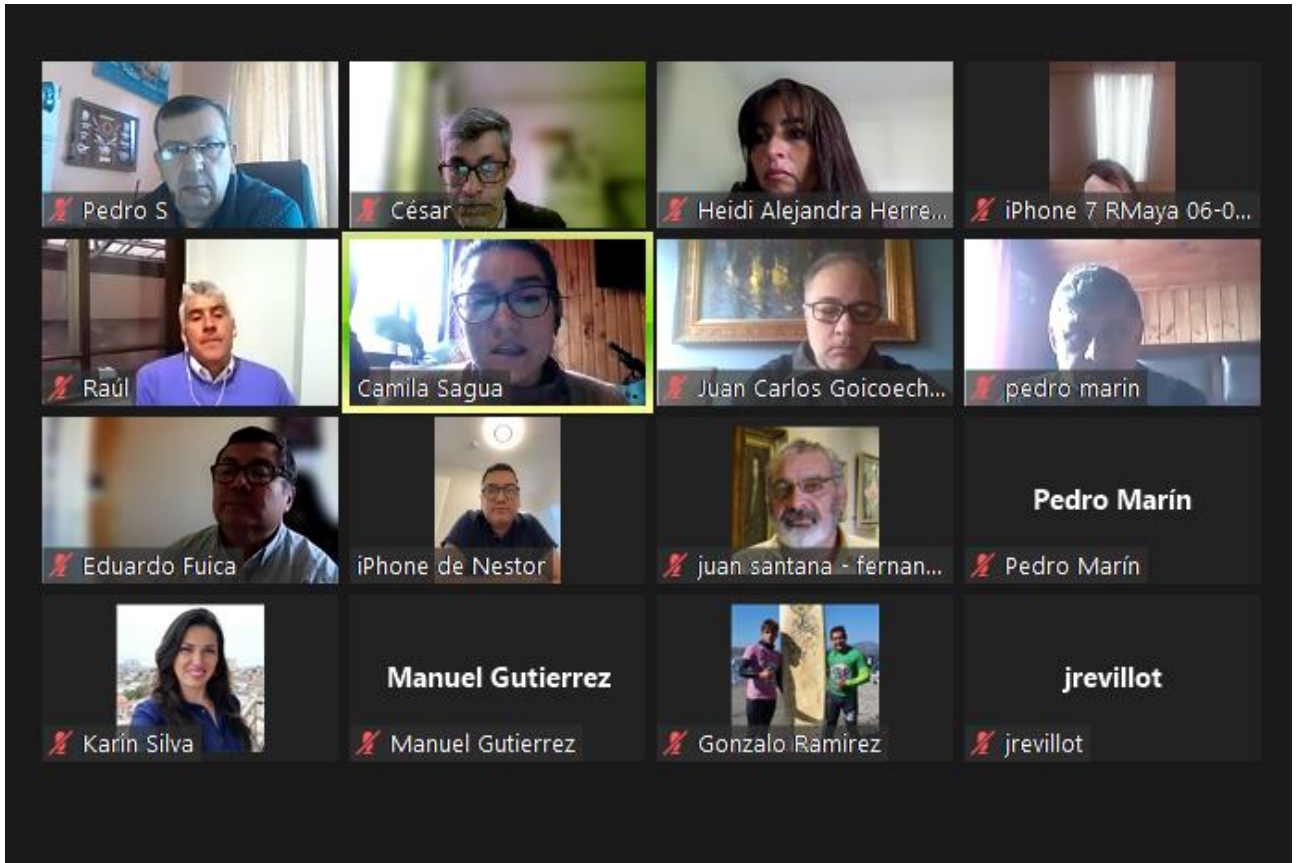 Pedro S
César
Heidi Alejandra Herre...
iPhone 7 RMaya 06-0...
Raúl
Camila Sagua
Juan Carlos Goicoech...
pedro marin
Eduardo Fuica
iPhone de Nestor
juan santana - fernan...
Pedro Marín
Pedro Marín
Karin Silva
Manuel Gutierrez
Manuel Gutierrez
Gonzalo Ramirez
jrevillot
jrevillot